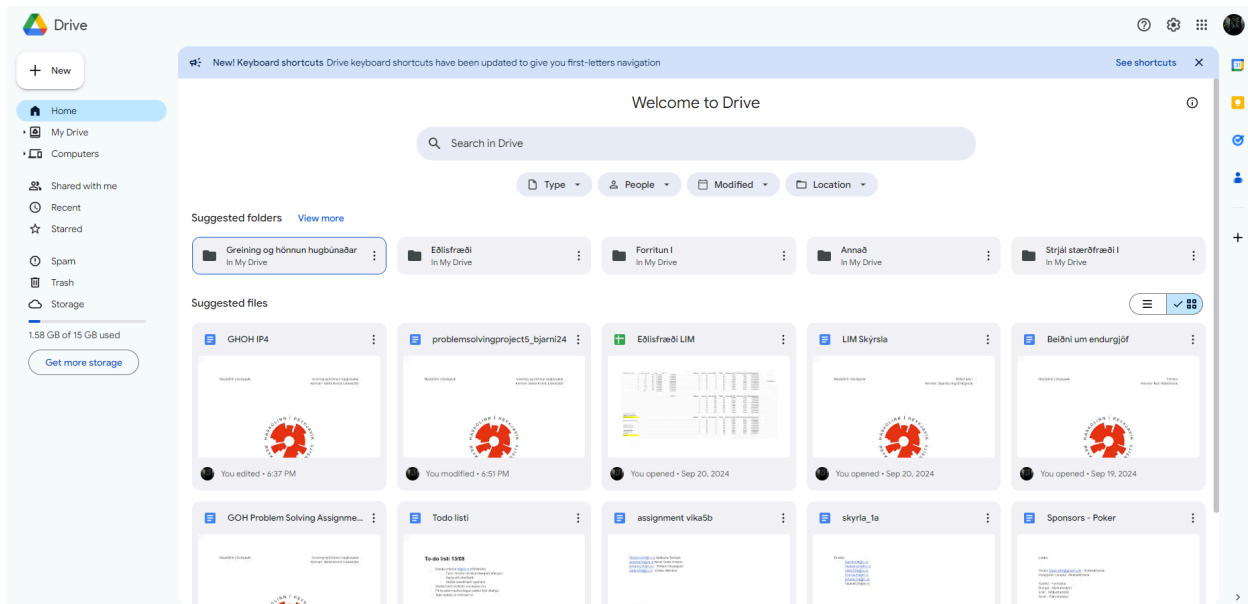 Drive
New! Keyboard shortcuts Drive keyboard shortcuts have been updated to give you first-letters navigation
See shortcuts
New
Home
My Drive
Computers
Shared with me
Recent
Starred
Spam
Trash
Storage
1.58 GB of 15 GB used
Get more storage
Welcome to Drive
Search in Drive
Type
People
Modified
Location
Suggested folders
View more
Greining og hönnun hugbúnaðar
In My Drive
Eðlisfræði
In My Drive
Forritun I
In My Drive
Annað
In My Drive
Strjál stærðfræði I
In My Drive
Suggested files
GHOH IP4
You edited • 6:37 PM
problemsolvingproject5_bjarni24
You modified • 6:51 PM
Eðlisfræði LIM
You opened • Sep 20, 2024
LIM Skýrsla
You opened • Sep 20, 2024
Beiðni um endurgjöf
You opened • Sep 19, 2024
GOH Problem Solving Assignme...
Todo listi
To-do listi 15/08
assignment vika5b
skyrla_1a
Sponsors - Poker